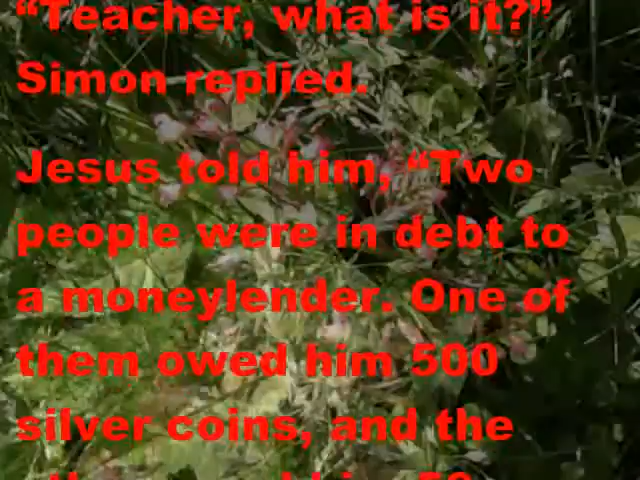 “Teacher, what is it?”
Simon replied.
Jesus told him, “Two
people were in debt to
a moneylender. One of
them owed him 500
silver coins, and the